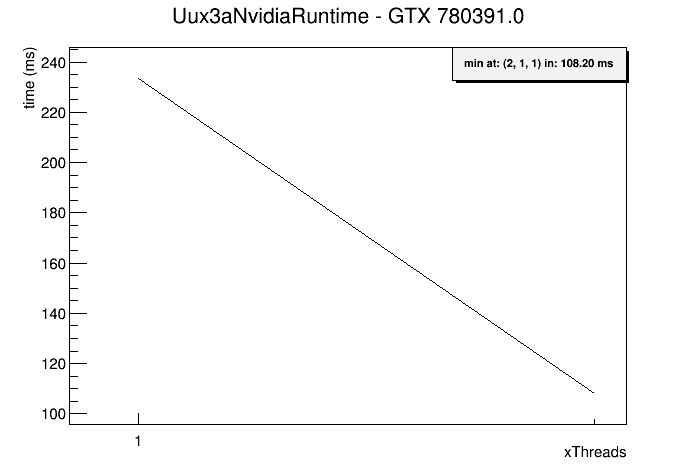 Uux3aNvidiaRuntime - GTX 780391.0
time (ms)
min at: (2, 1, 1) in: 108.20 ms
240
220
200
180
160
140
120
100
1
xThreads